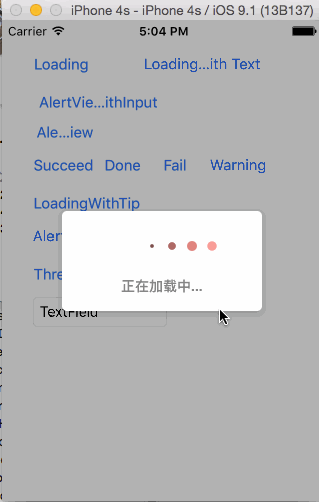 iPhone 4s - iPhone 4s / iOS 9.1 (13B137)
Carrier 5:04 PM
Loading Loading...ith Text
AlertVie...ithInput
Ale...iew
Succeed Done Fail Warning
LoadingWithTip
Alert
Thre
正在加载中...
TextField